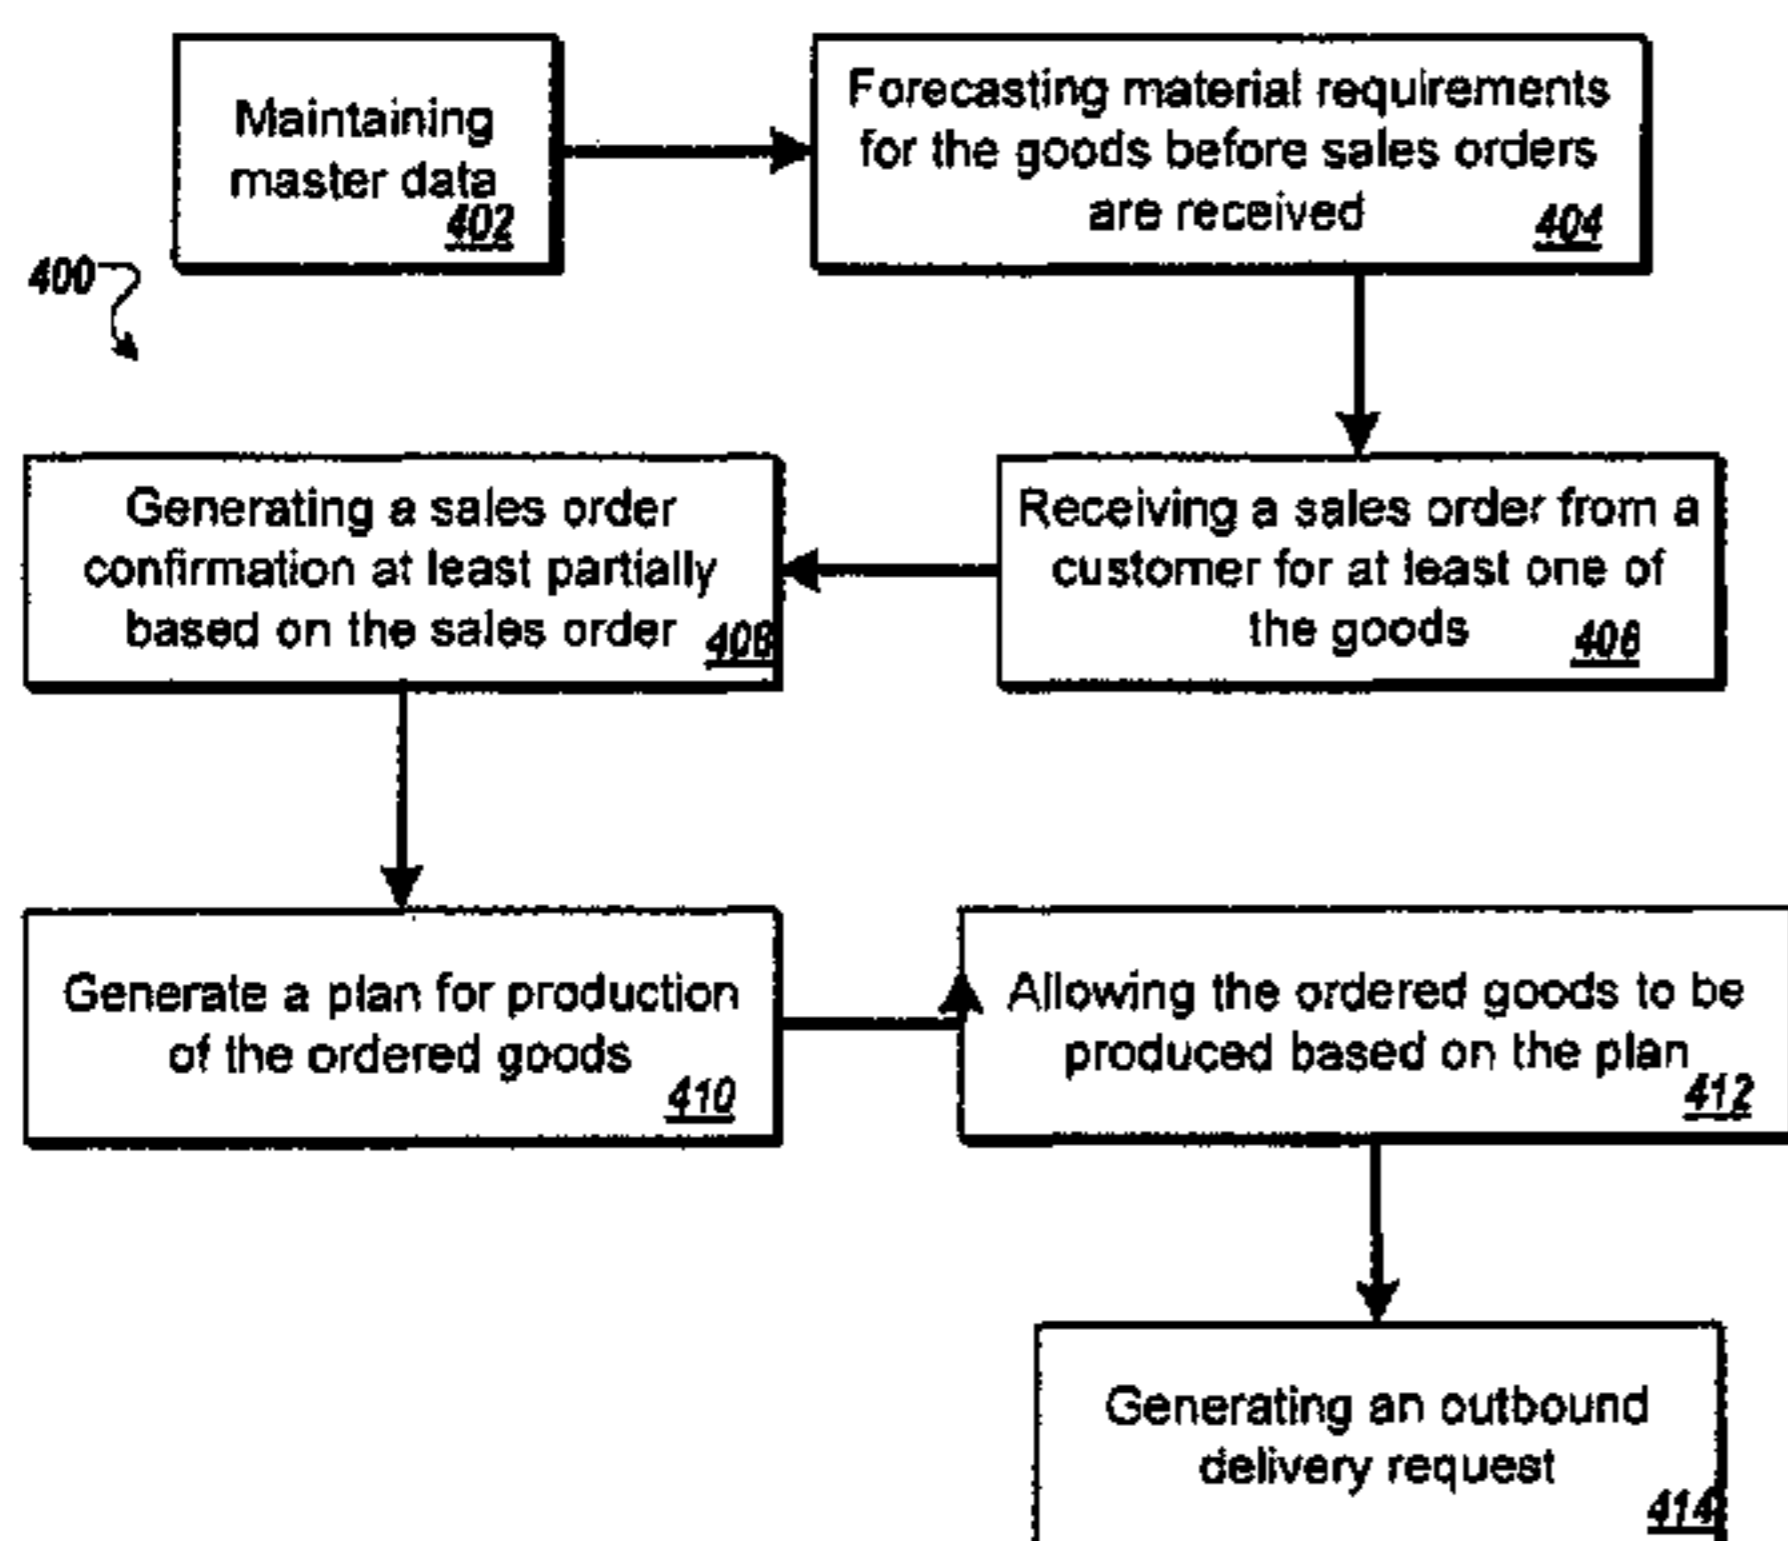 Maintaining
master data
402
Forecasting material requirements
for the goods before sales orders
are received
404
400
Generating a sales order
confirmation at least partially
based on the sales order
408
Receiving a sales order from a
customer for at least one of
the goods
406
Generate a plan for production
of the ordered goods
410
Allowing the ordered goods to be
produced based on the plan
412
Generating an outbound
delivery request
414